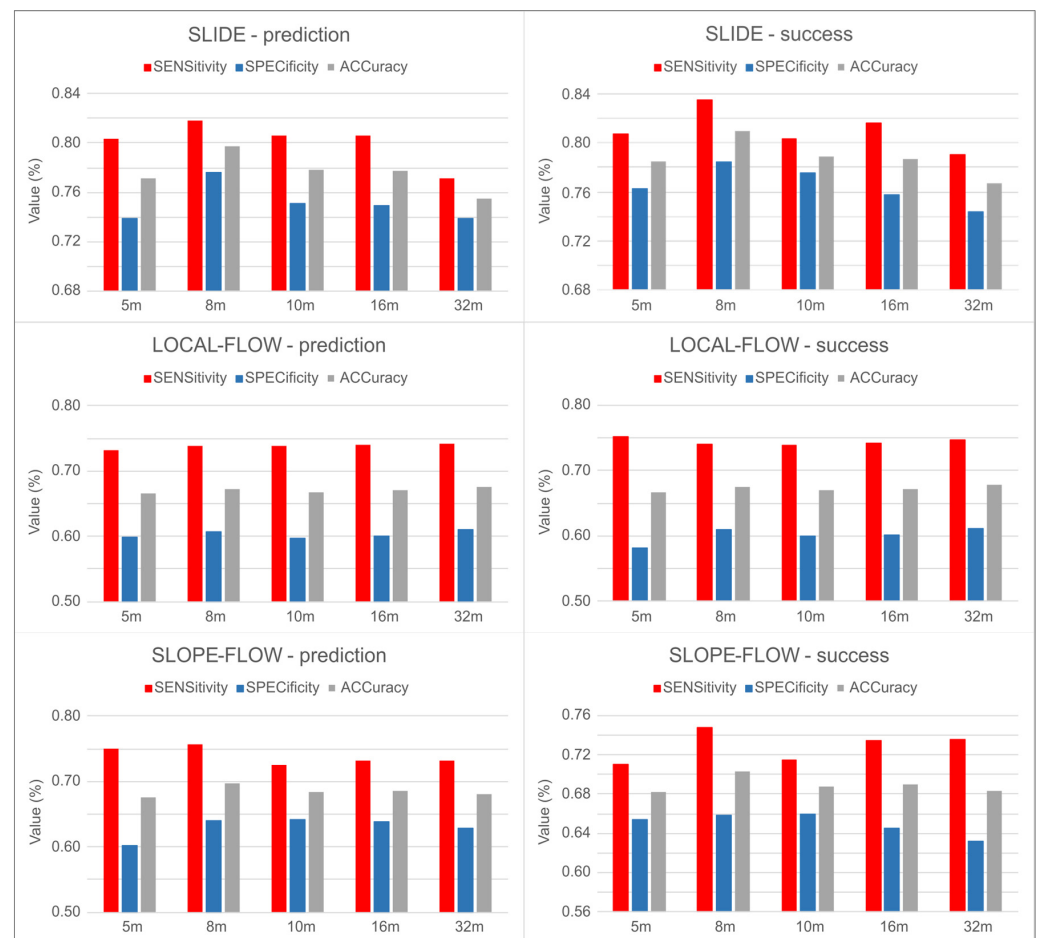 SLIDE - prediction
SENSitivity SPECificity ACCuracy
Value (%)
0.84
0.80
0.76
0.72
0.68
5m 8m 10m 16m 32m
SLIDE - success
SENSitivity SPECificity ACCuracy
Value (%)
0.84
0.80
0.76
0.72
0.68
5m 8m 10m 16m 32m
LOCAL-FLOW - prediction
SENSitivity SPECificity ACCuracy
Value (%)
0.80
0.70
0.60
0.50
5m 8m 10m 16m 32m
LOCAL-FLOW - success
SENSitivity SPECificity ACCuracy
Value (%)
0.80
0.70
0.60
0.50
5m 8m 10m 16m 32m
SLOPE-FLOW - prediction
SENSitivity SPECificity ACCuracy
Value (%)
0.80
0.70
0.60
0.50
5m 8m 10m 16m 32m
SLOPE-FLOW - success
SENSitivity SPECificity ACCuracy
Value (%)
0.76
0.72
0.68
0.64
0.60
0.56
5m 8m 10m 16m 32m